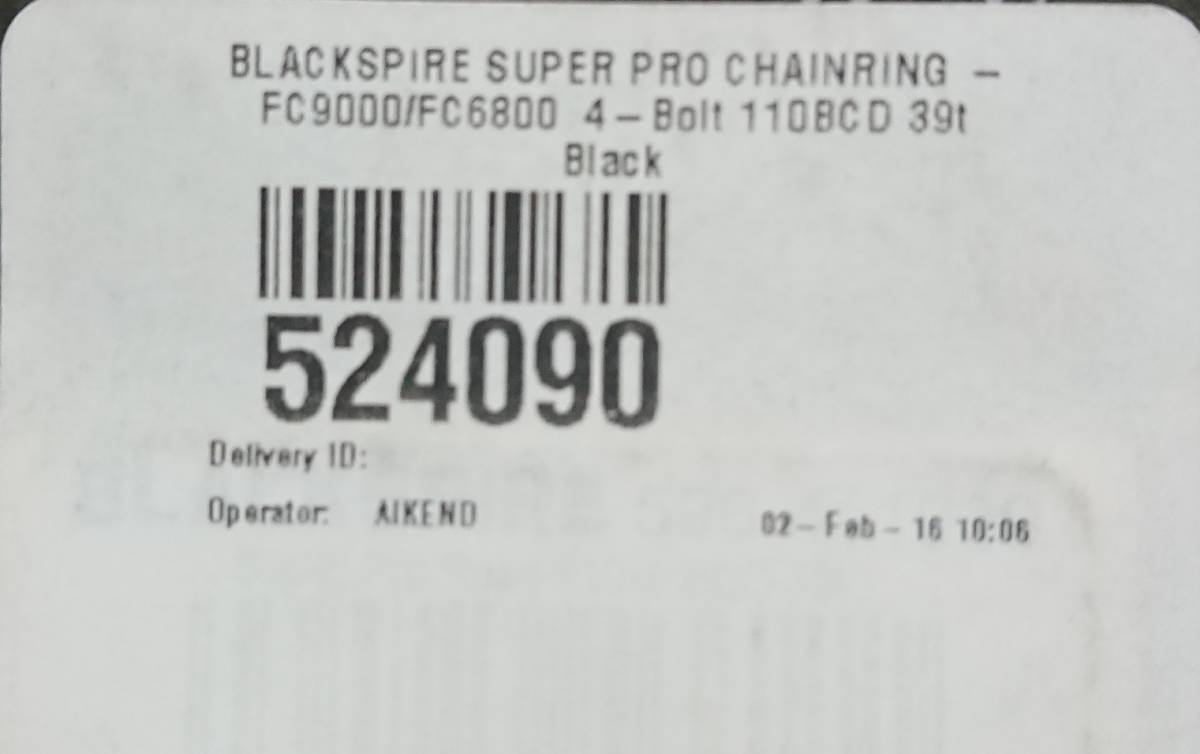 BLACKSPIRE SUPER PRO CHAINRING -
FC9000/FC6800 4-Bolt 110BCD 39t
Black
524090
Delivery ID:
Operator: AIKEND 02-Feb-16 10:06